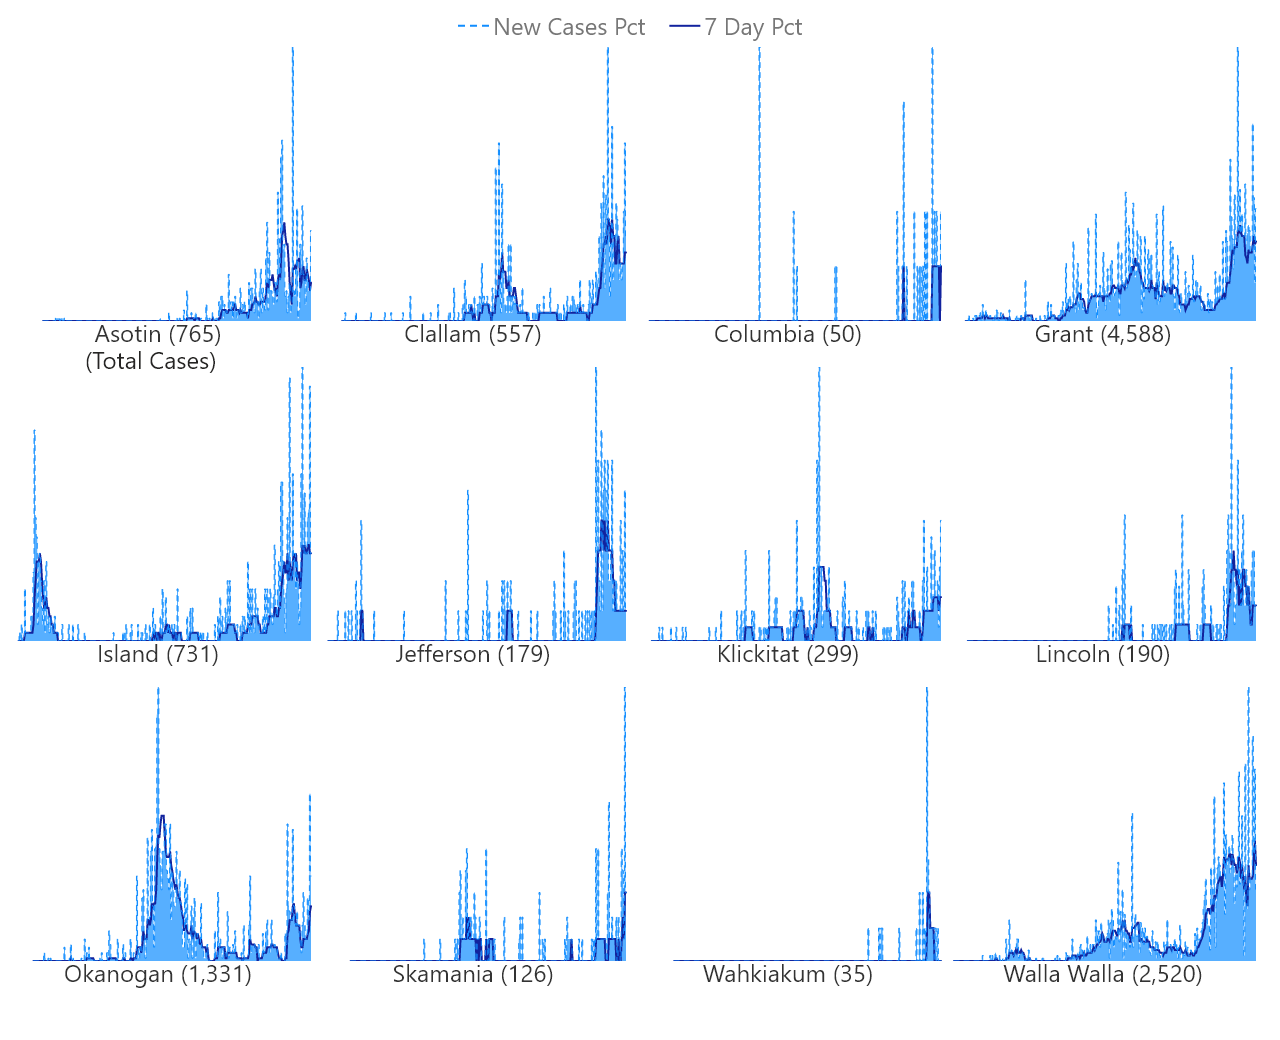 New Cases Pct 7 Day Pct
Asotin (765) Clallam (557) Columbia (50) Grant (4,588)
(Total Cases)
Island (731) Jefferson (179) Klickitat (299) Lincoln (190)
Okanogan (1,331) Skamania (126) Wahkiakum (35) Walla Walla (2,520)